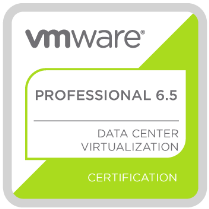 vmware®
PROFESSIONAL 6.5
DATA CENTER
VIRTUALIZATION
CERTIFICATION